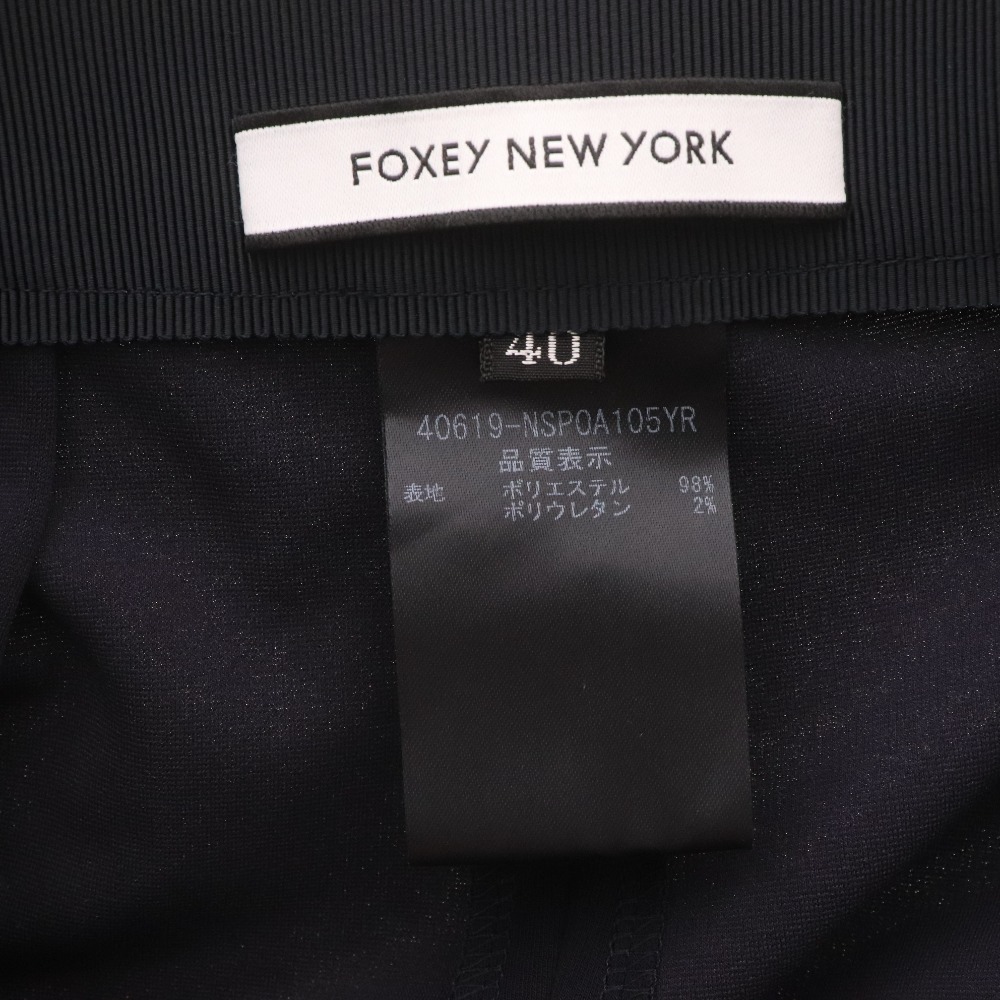 FOXEY NEW YORK
40
40619-NSPOA105YR
品質表示
表地 ポリエステル 98%
ポリウレタン 2%